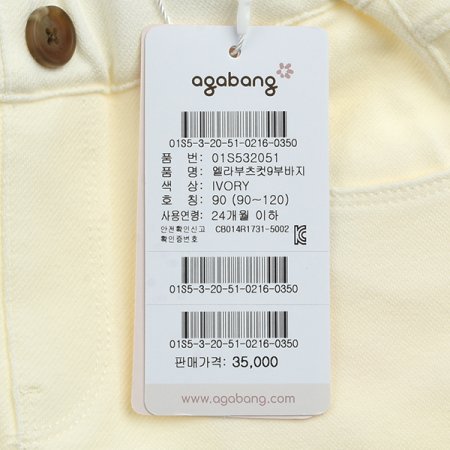 agabang
01S5-3-20-51-0216-0350
품 번: 01S532051
품 명: 엘라부츠컷9부바지
색 상: IVORY
호 칭: 90 (90~120)
사용연령: 24개월 이하
안전확인신고 CB014R1731-5002
확인증번호
01S5-3-20-51-0216-0350
01S5-3-20-51-0216-0350
판매가격: 35,000
www.agabang.com